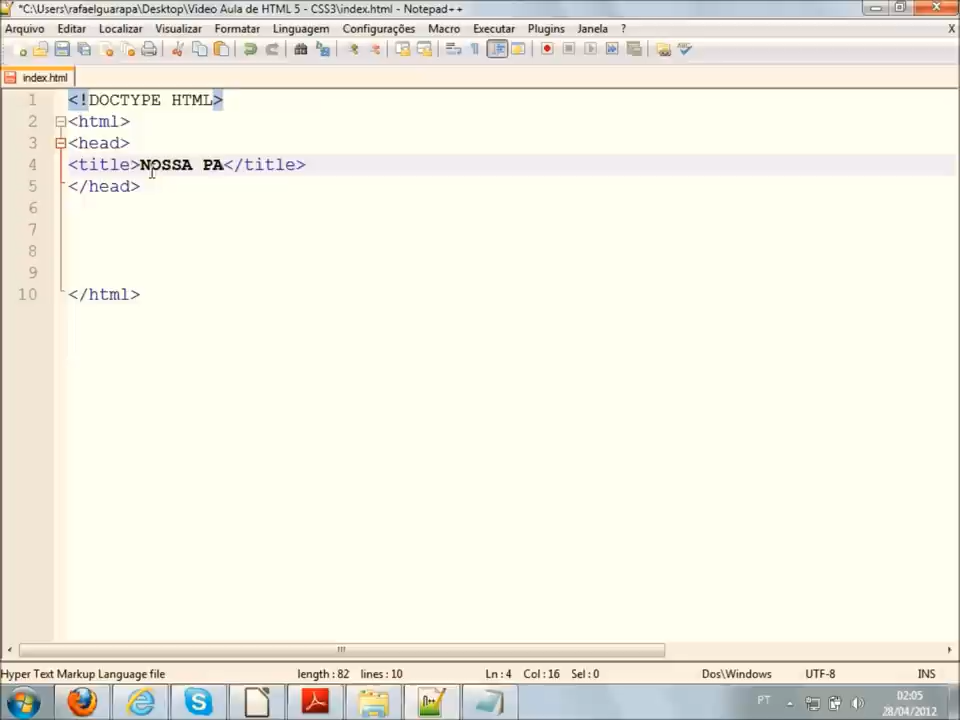 *C:\Users\rafaelguarapa\Desktop\Video Aula de HTML 5 - CSS3\index.html - Notepad++
Arquivo Editar Localizar Visualizar Formatar Linguagem Configurações Macro Executar Plugins Janela ? X
index.html
1 <!DOCTYPE HTML>
2 <html>
3 <head>
4 <title>NOSSA PA</title>
5 </head>
6
7
8
9
10 </html>
Hyper Text Markup Language file length : 82 lines : 10 Ln : 4 Col : 16 Sel : 0 Dos\Windows UTF-8 INS
PT 02:05
28/04/2012